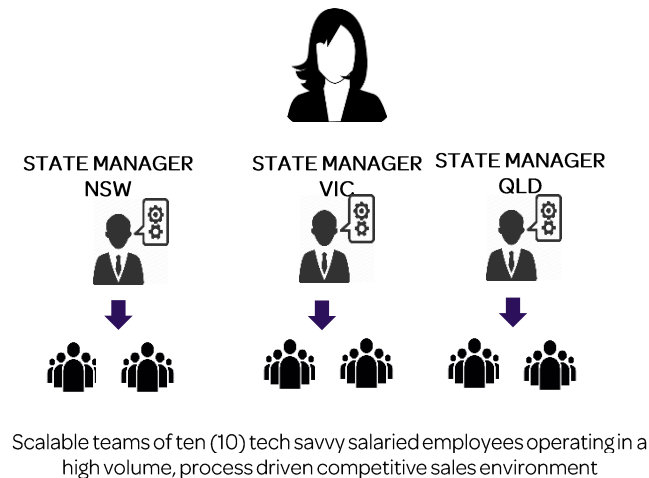 STATE MANAGER
NSW
STATE MANAGER
VIC
STATE MANAGER
QLD
Scalable teams of ten (10) tech savvy salaried employees operating in a
high volume, process driven competitive sales environment